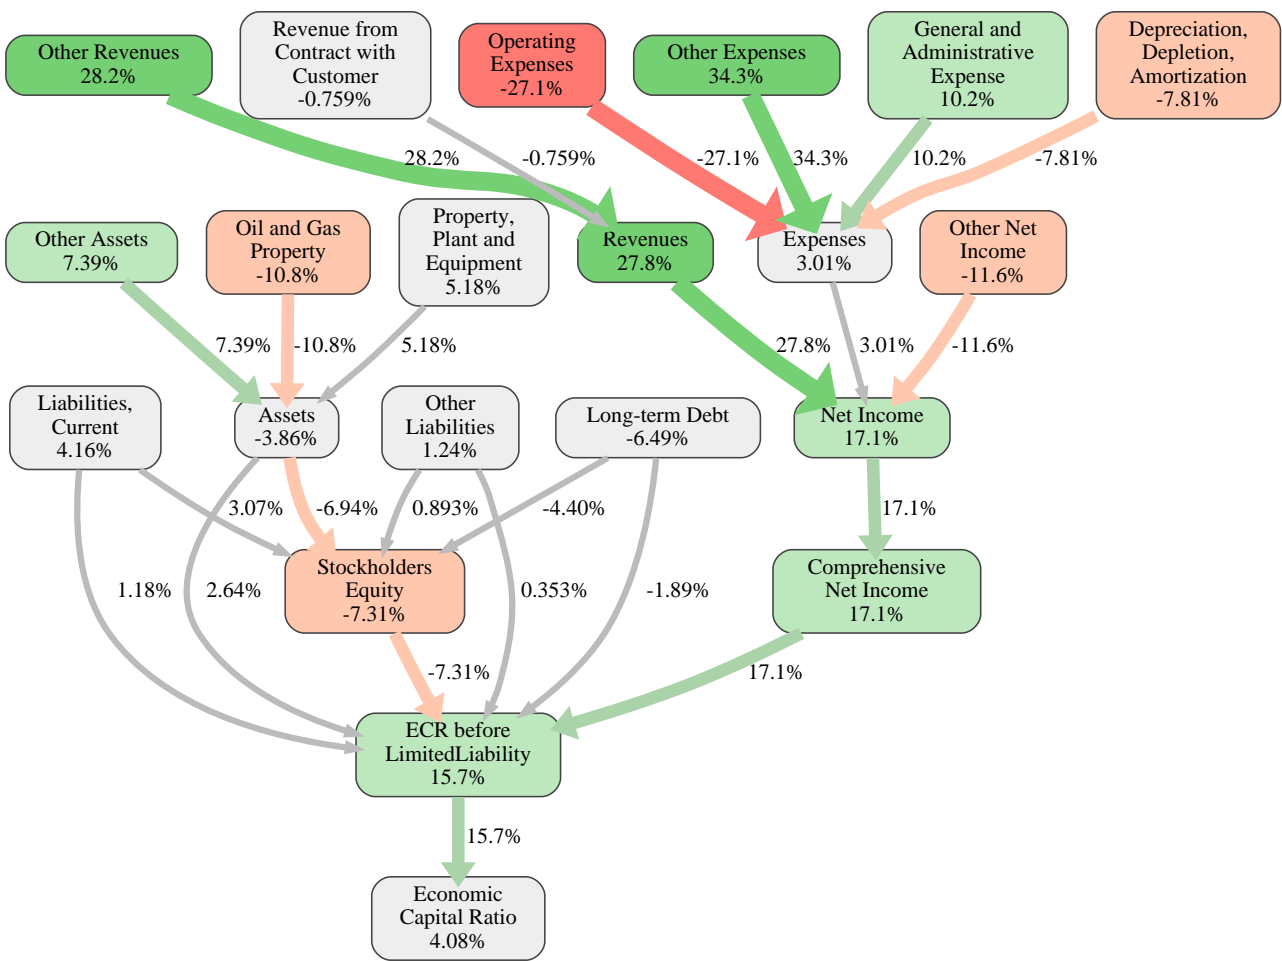 Other Revenues
28.2%
Revenue from
Contract with
Customer
-0.759%
Operating
Expenses
-27.1%
Other Expenses
34.3%
General and
Administrative
Expense
10.2%
Depreciation,
Depletion,
Amortization
-7.81%
28.2%
-0.759%
-27.1%
34.3%
10.2%
-7.81%
Other Assets
7.39%
Oil and Gas
Property
-10.8%
Property,
Plant and
Equipment
5.18%
Revenues
27.8%
Expenses
3.01%
Other Net
Income
-11.6%
7.39%
-10.8%
5.18%
27.8%
3.01%
-11.6%
Liabilities,
Current
4.16%
Assets
-3.86%
Other
Liabilities
1.24%
Long-term Debt
-6.49%
Net Income
17.1%
3.07%
-6.94%
0.893%
-4.40%
17.1%
1.18%
2.64%
Stockholders
Equity
-7.31%
0.353%
-1.89%
Comprehensive
Net Income
17.1%
-7.31%
17.1%
ECR before
LimitedLiability
15.7%
15.7%
Economic
Capital Ratio
4.08%